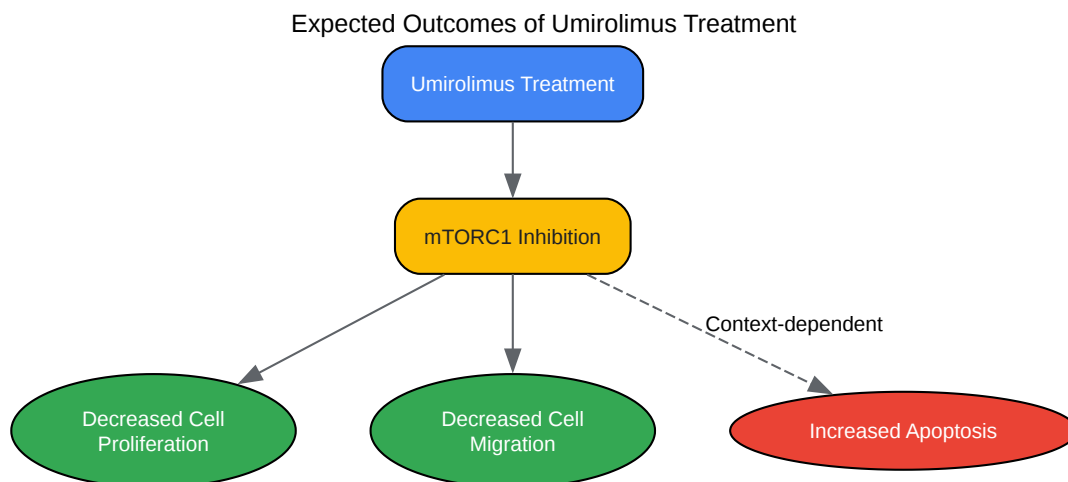 Expected Outcomes of Umirolimus Treatment
Umirolimus Treatment
mTORC1 Inhibition
Context-dependent
Decreased Cell
Proliferation
Decreased Cell
Migration
Increased Apoptosis